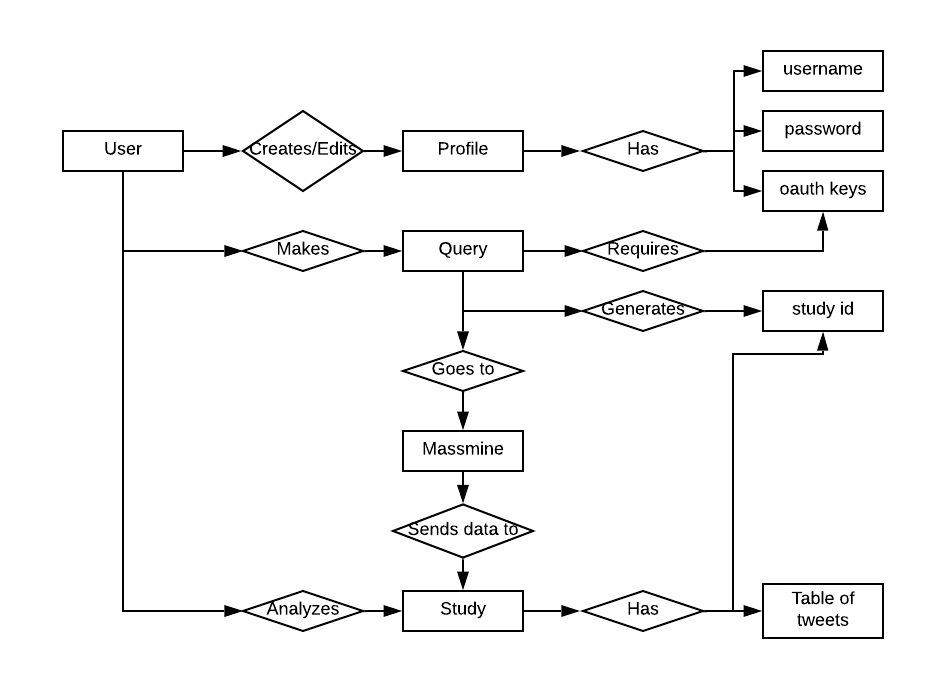 username
password
User
Creates/Edits
Profile
Has
oauth keys
Makes
Query
Requires
Generates
study id
Goes to
Massmine
Sends data to
Analyzes
Study
Has
Table of
tweets